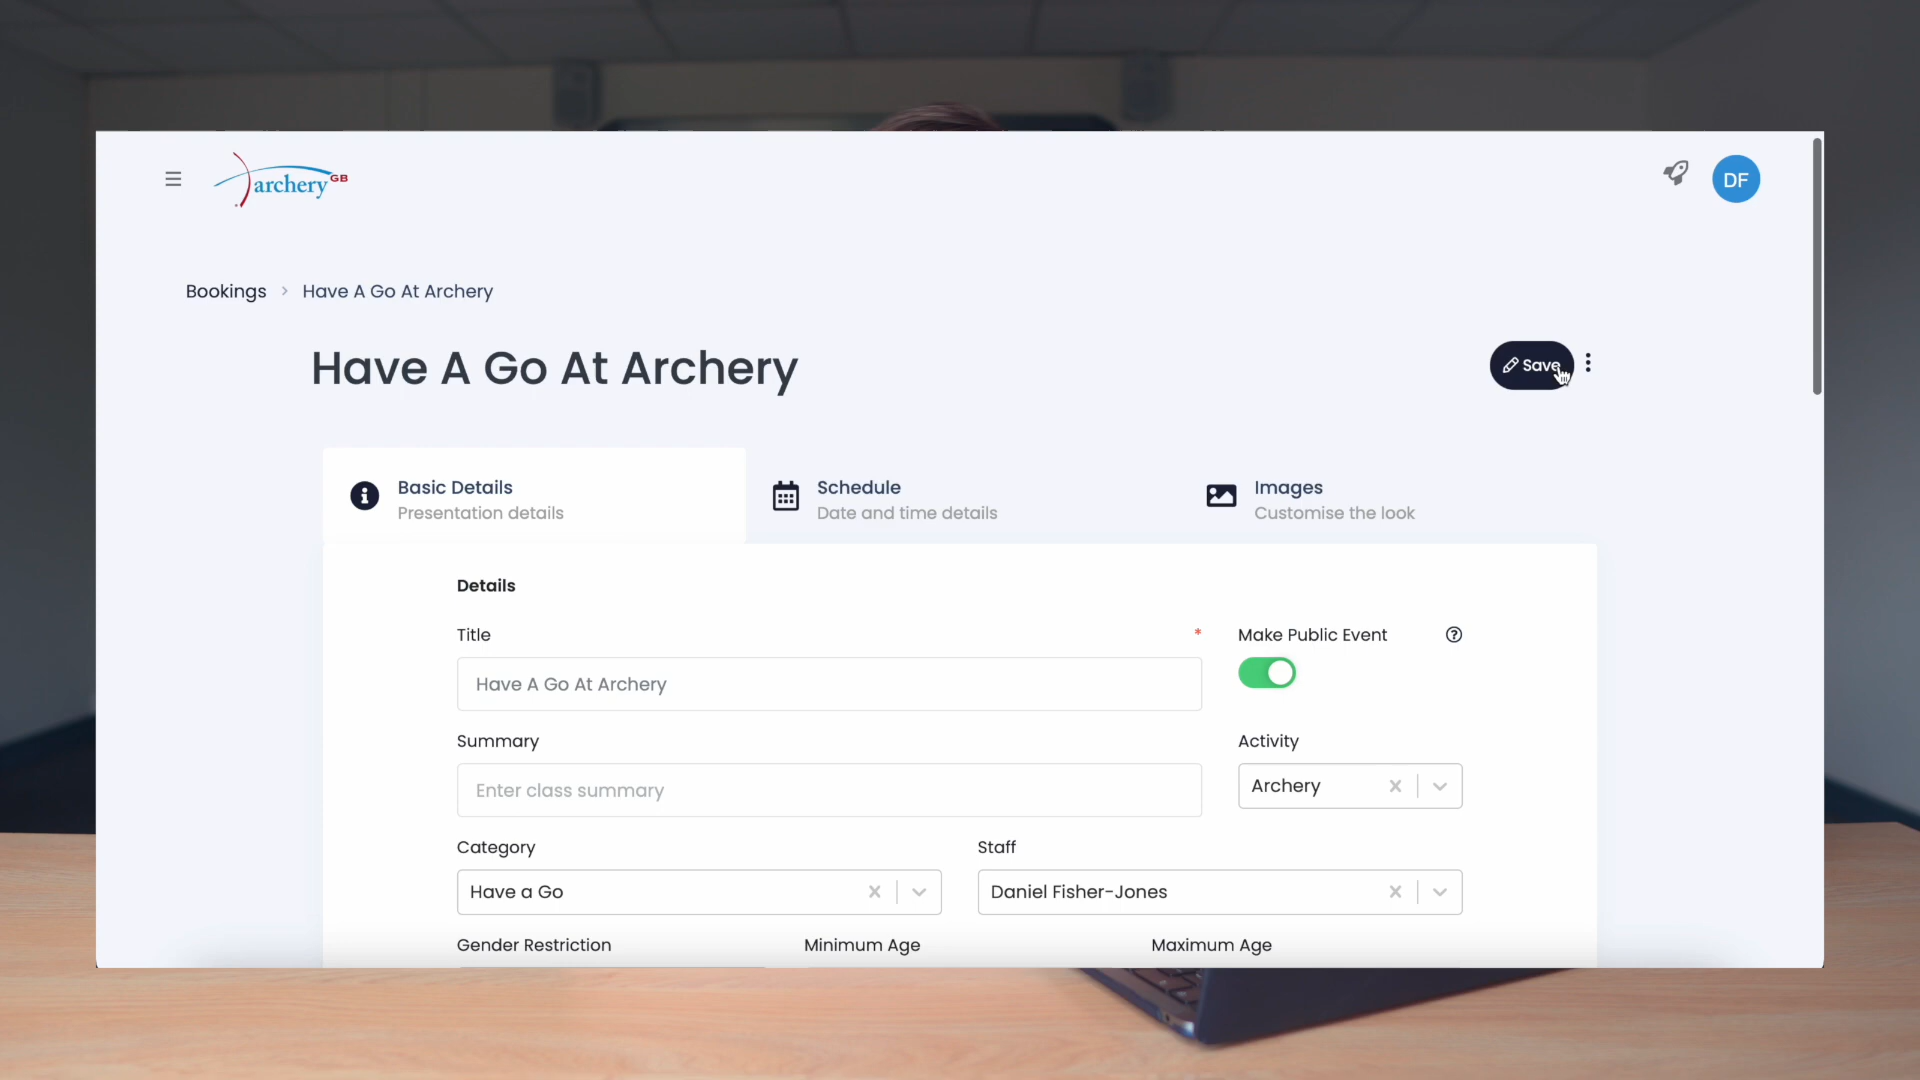 archery GB
DF
Bookings > Have A Go At Archery
Have A Go At Archery
Save
Basic Details
Presentation details
Schedule
Date and time details
Images
Customise the look
Details
Title *
Make Public Event
Have A Go At Archery
Summary
Activity
Enter class summary
Archery
Category
Staff
Have a Go
Daniel Fisher-Jones
Gender Restriction
Minimum Age
Maximum Age